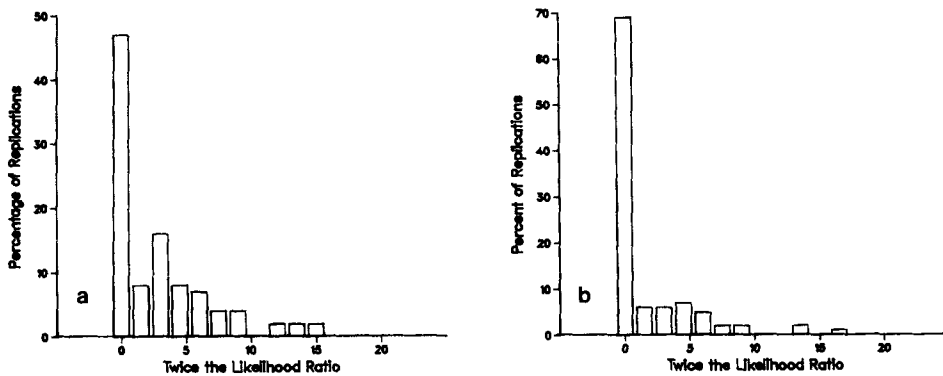 50
40
30
20
10
0
Percentage of Replications
a
0 5 10 15 20
Twice the Likelihood Ratio
70
60
50
40
30
20
10
0
Percent of Replications
b
0 5 10 15 20
Twice the Likelihood Ratio